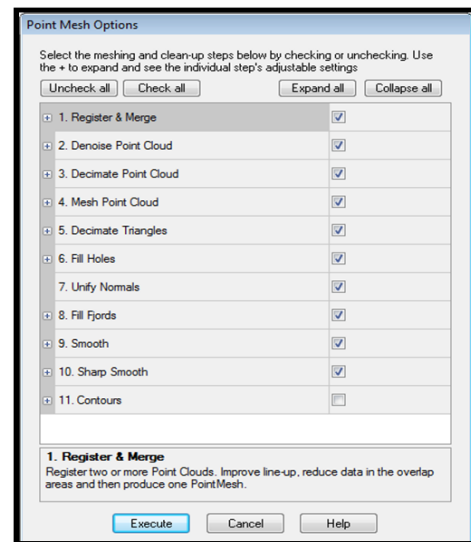 Point Mesh Options
Select the meshing and clean-up steps below by checking or unchecking. Use
the + to expand and see the individual step's adjustable settings
Uncheck all Check all Expand all Collapse all
1. Register & Merge
2. Denoise Point Cloud
3. Decimate Point Cloud
4. Mesh Point Cloud
5. Decimate Triangles
6. Fill Holes
7. Unify Normals
8. Fill Fjords
9. Smooth
10. Sharp Smooth
11. Contours
1. Register & Merge
Register two or more Point Clouds. Improve line-up, reduce data in the overlap
areas and then produce one PointMesh.
Execute Cancel Help